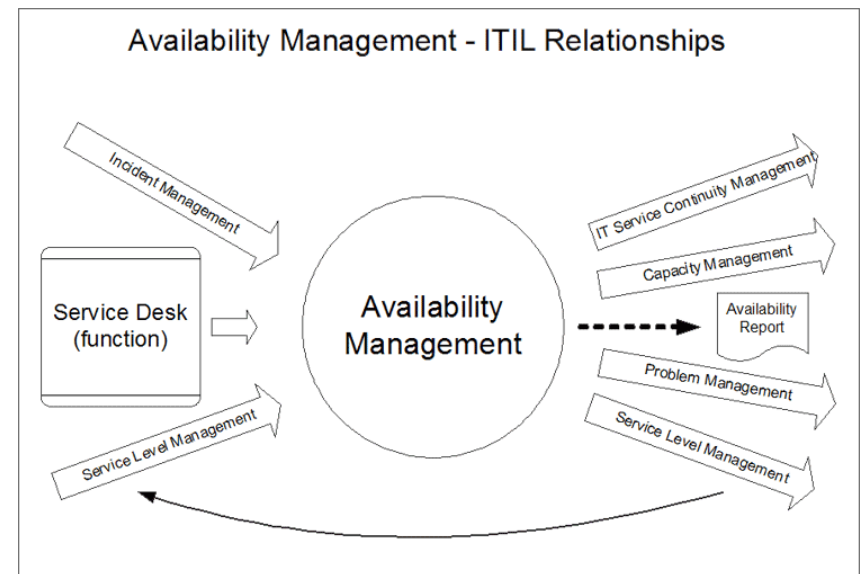 Availability Management - ITIL Relationships
Incident Management
Service Desk
(function)
Service Level Management
Availability
Management
IT Service Continuity Management
Capacity Management
Availability
Report
Problem Management
Service Level Management